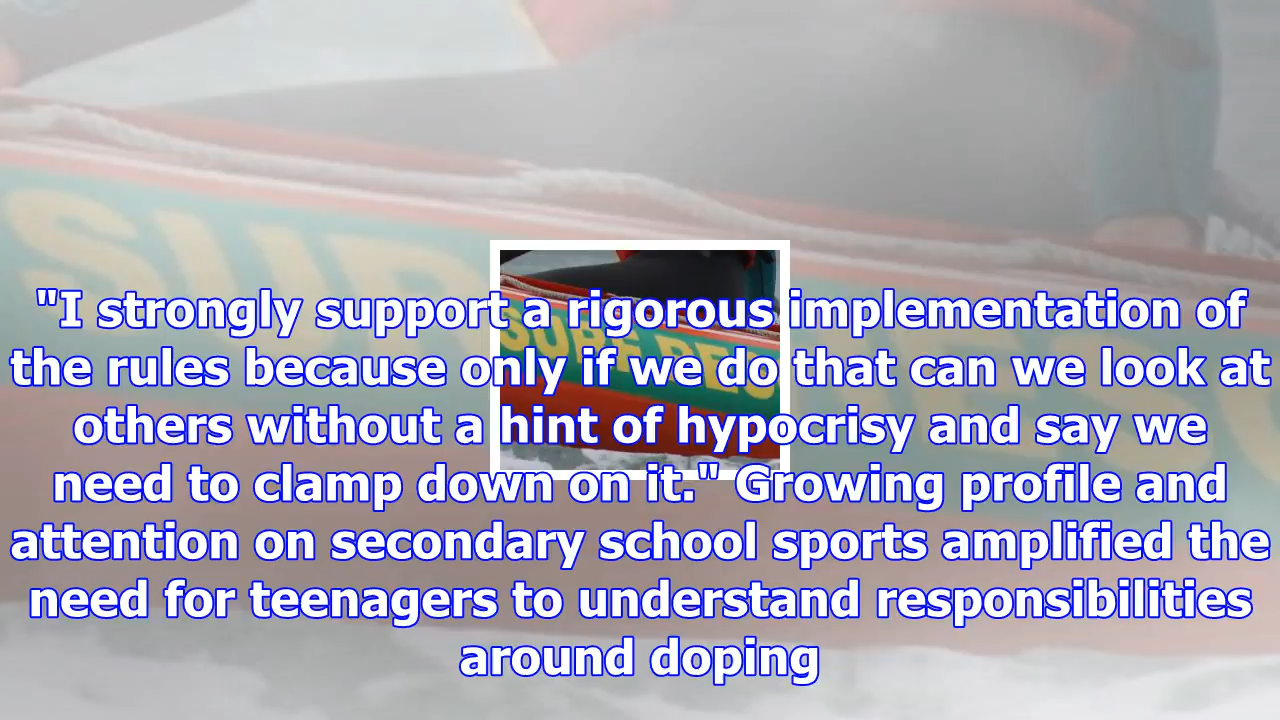 SURF RES
"I strongly support a rigorous implementation of
the rules because only if we do that can we look at
others without a hint of hypocrisy and say we
need to clamp down on it." Growing profile and
attention on secondary school sports amplified the
need for teenagers to understand responsibilities
around doping